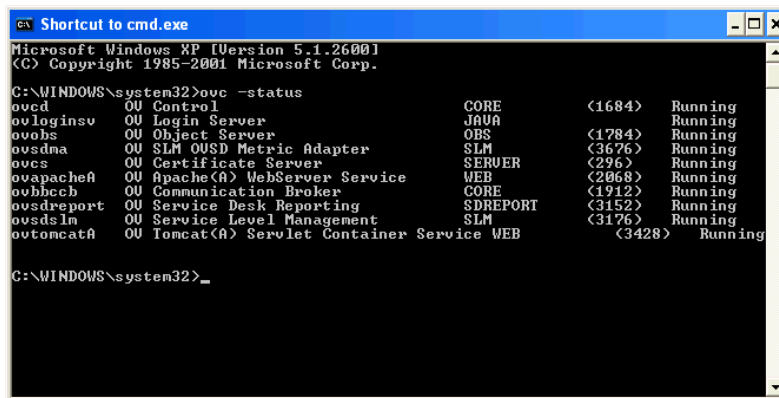 Shortcut to cmd.exe
Microsoft Windows XP [Version 5.1.2600]
(C) Copyright 1985-2001 Microsoft Corp.
C:\WINDOWS\system32>ovc -status
ovcd OV Control CORE (1684) Running
ovloginsv OV Login Server JAVA Running
ovobs OV Object Server OBS (1784) Running
ovsdma OV SLM OVSD Metric Adapter SLM (3676) Running
ovcs OV Certificate Server SERVER (296) Running
ovapacheA OV Apache(A) WebServer Service WEB (2068) Running
ovbbccb OV Communication Broker CORE (1912) Running
ovsdreport OV Service Desk Reporting SDREPORT (3152) Running
ovsdslm OV Service Level Management SLM (3176) Running
ovtomcatA OV Tomcat(A) Servlet Container Service WEB (3428) Running
C:\WINDOWS\system32>_